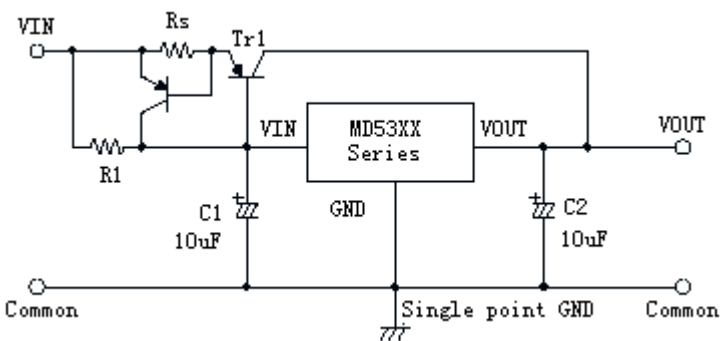 VIN
Rs
Tr1
VIN
MD53XX
Series
VOUT
VOUT
R1
C1
10uF
GND
C2
10uF
Common
Single point GND
Common